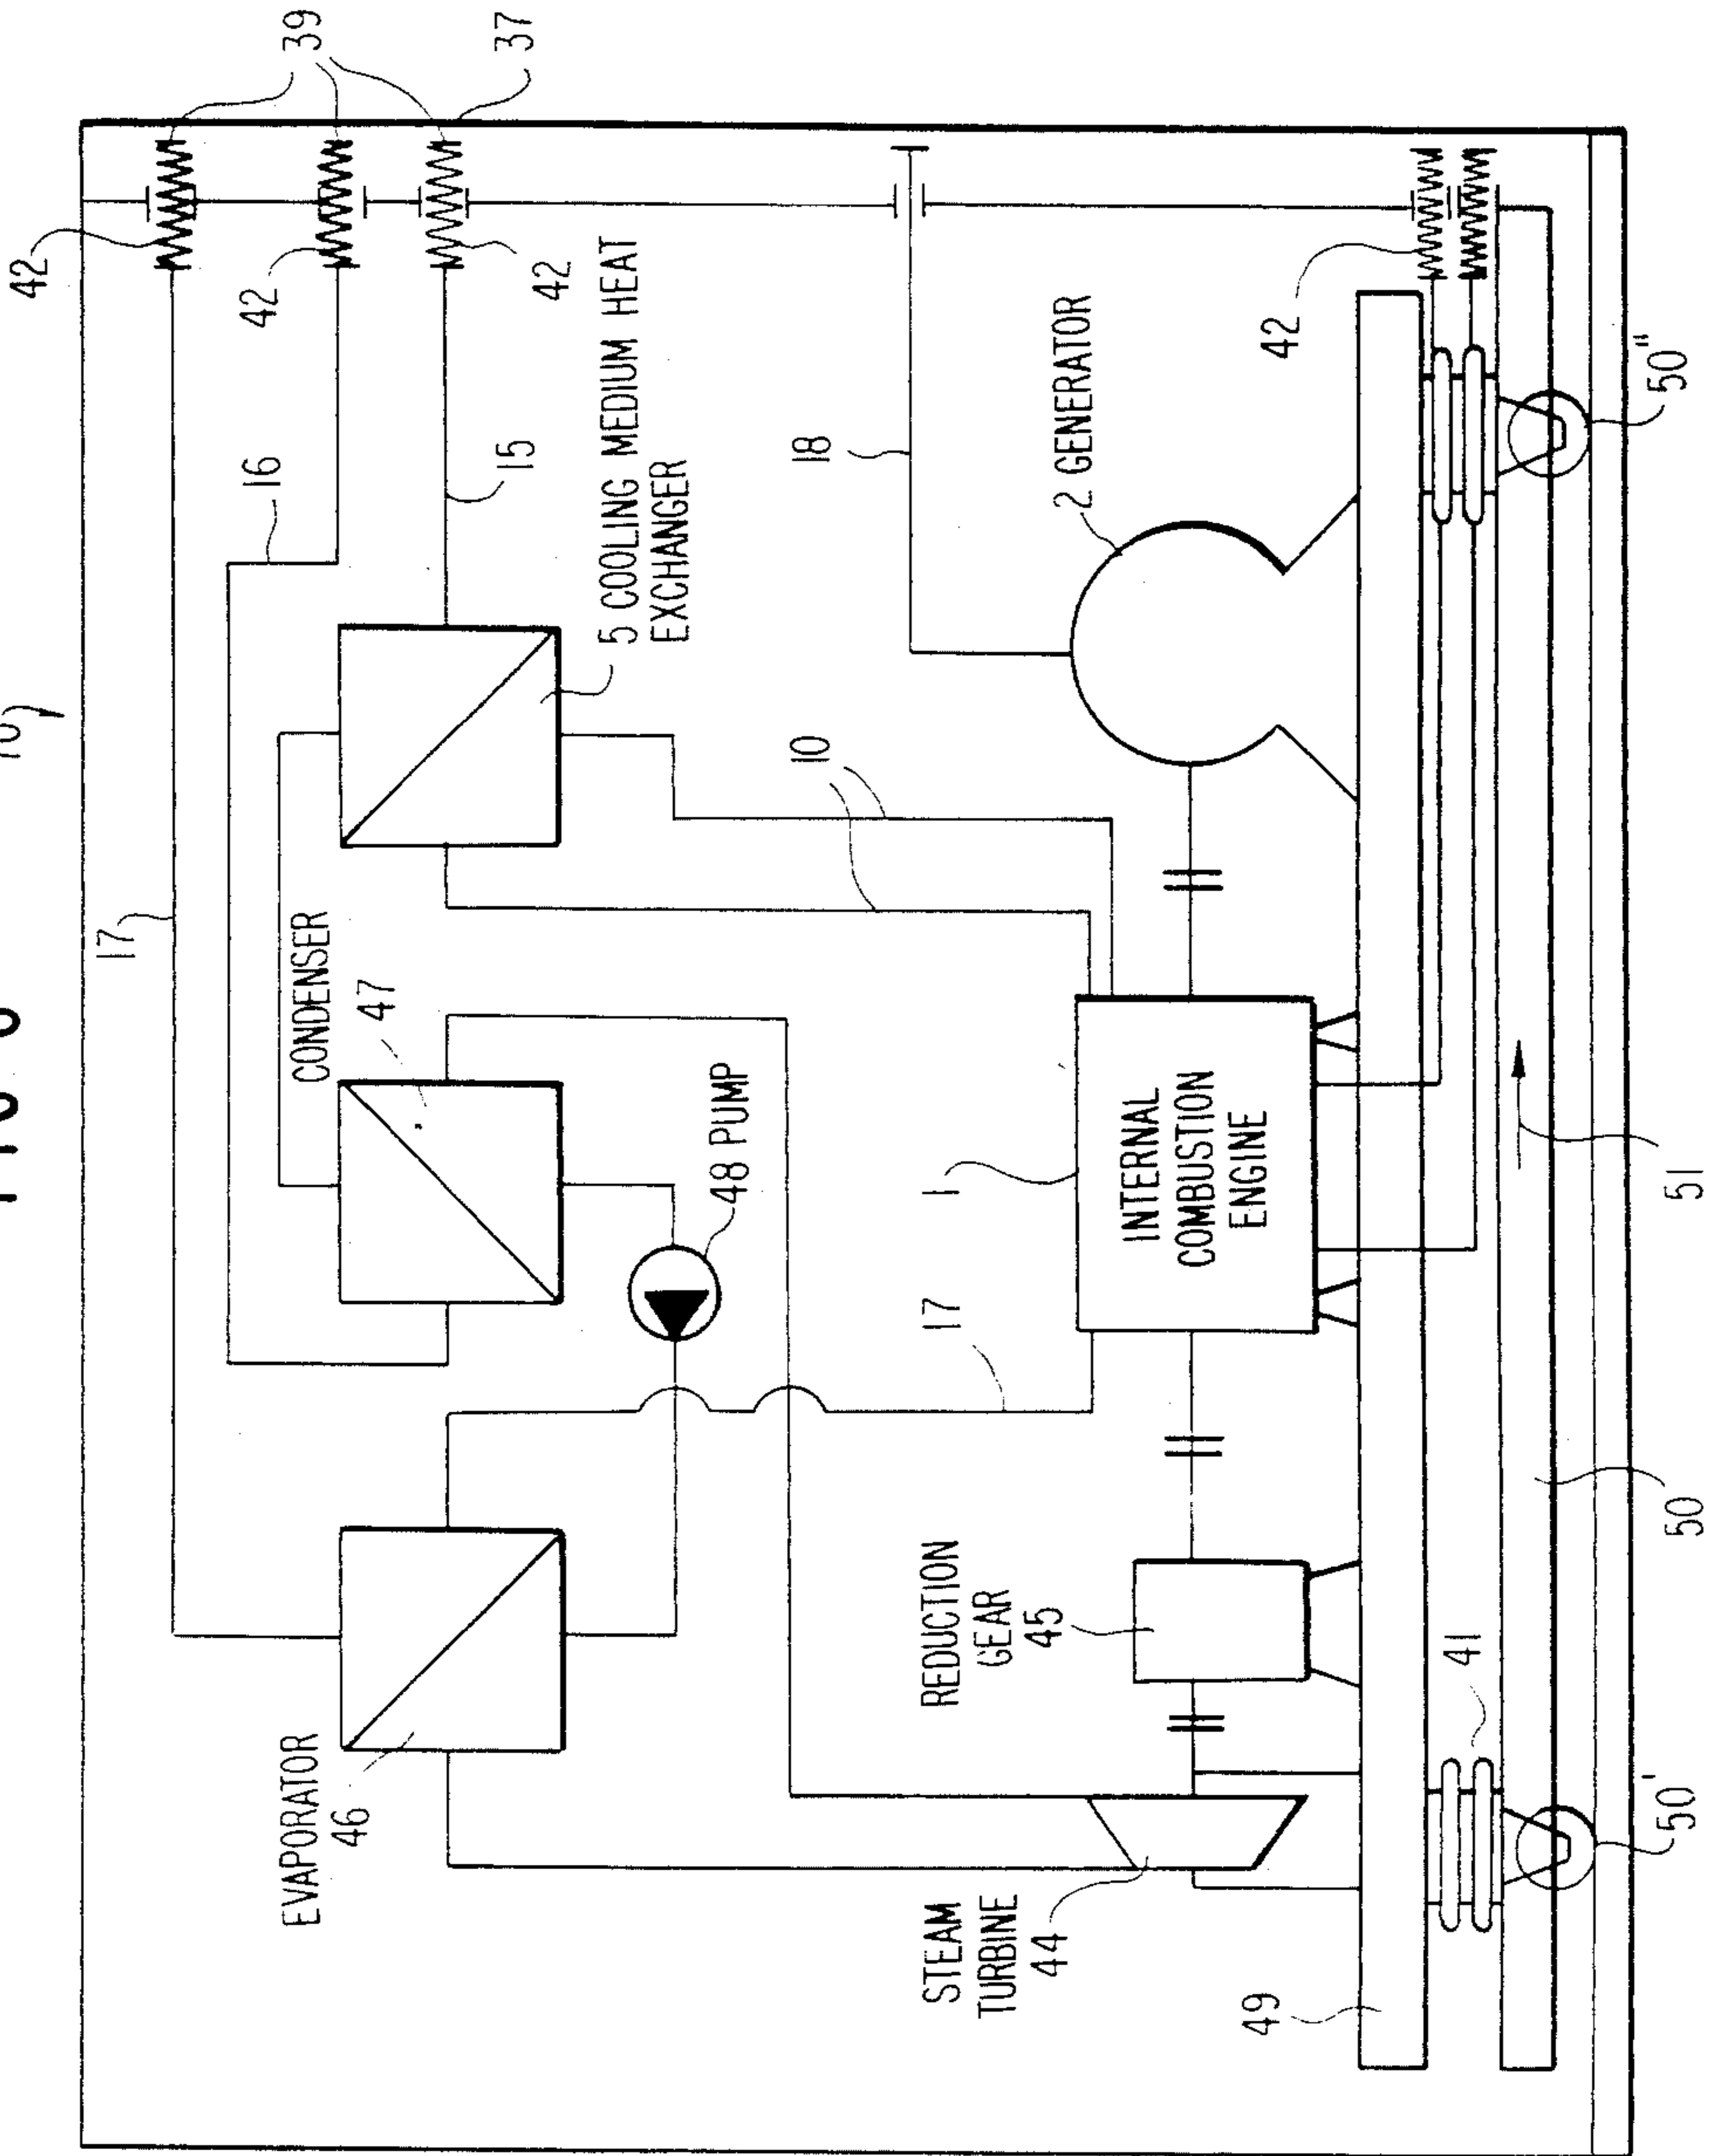 FIG
42
17
16
42
39
EVAPORATOR
46
CONDENSER
47
15
37
42
5 COOLING MEDIUM HEAT
EXCHANGER
48 PUMP
10
18
STEAM
TURBINE
44
REDUCTION
GEAR
45
17
1
2 GENERATOR
INTERNAL
COMBUSTION
ENGINE
49
42
41
50'
50
51
50"